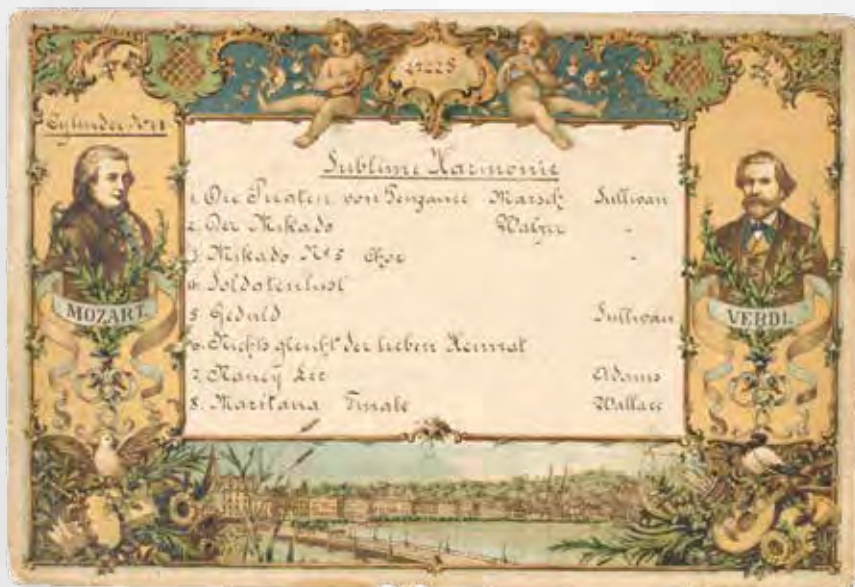 Cylinder No
Sublime Harmonie
1. Die Piraten von Penzance Marsch Sullivan
2. Der Mikado Walzer "
3. Mikado No 5 Chor "
4. Soldatenlust
5. Geduld Sullivan
6. Nichts gleicht der lieben Heimat
7. Nancy Lee Adams
8. Maritana Finale Wallace
MOZART.
VERDI.